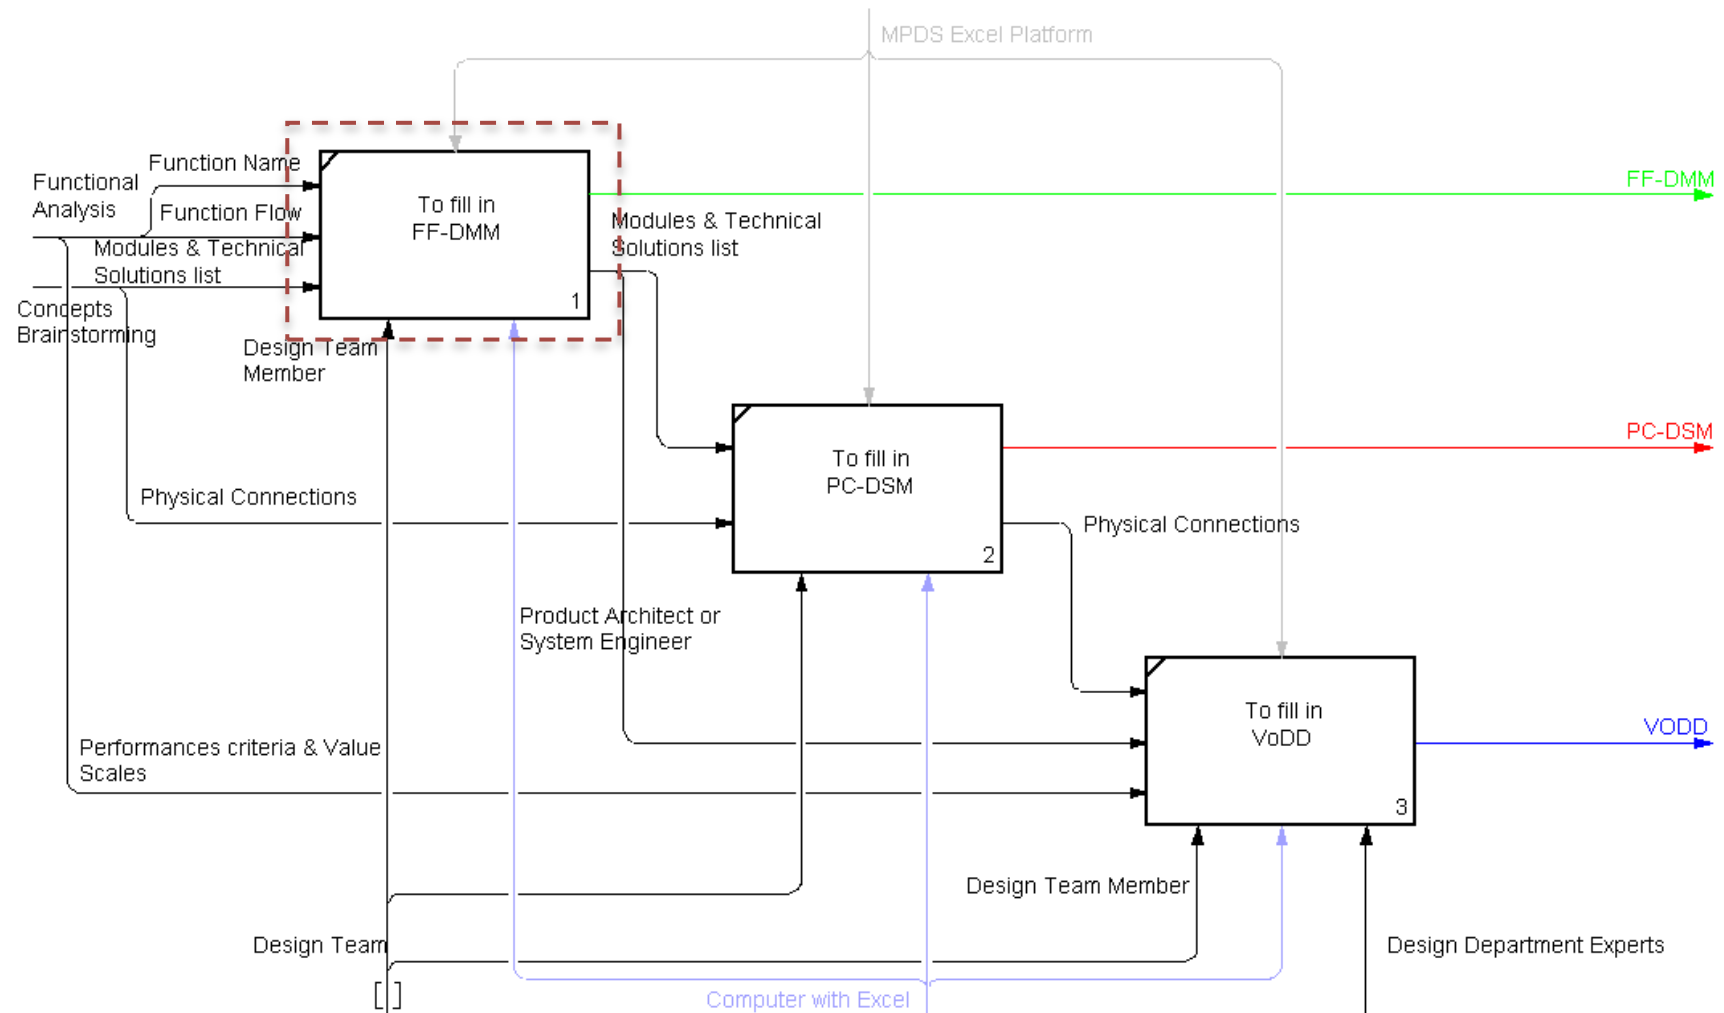 MPDS Excel Platform
Function Name
Functional
Analysis
Function Flow
Modules & Technical
Solutions list
Concepts
Brainstorming
To fill in
FF-DMM
1
FF-DMM
Modules & Technical
Solutions list
Design Team
Member
PC-DSM
To fill in
PC-DSM
2
Physical Connections
Physical Connections
Product Architect or
System Engineer
To fill in
VoDD
3
VODD
Performances criteria & Value
Scales
Design Team Member
Design Team
Design Department Experts
[ ]
Computer with Excel